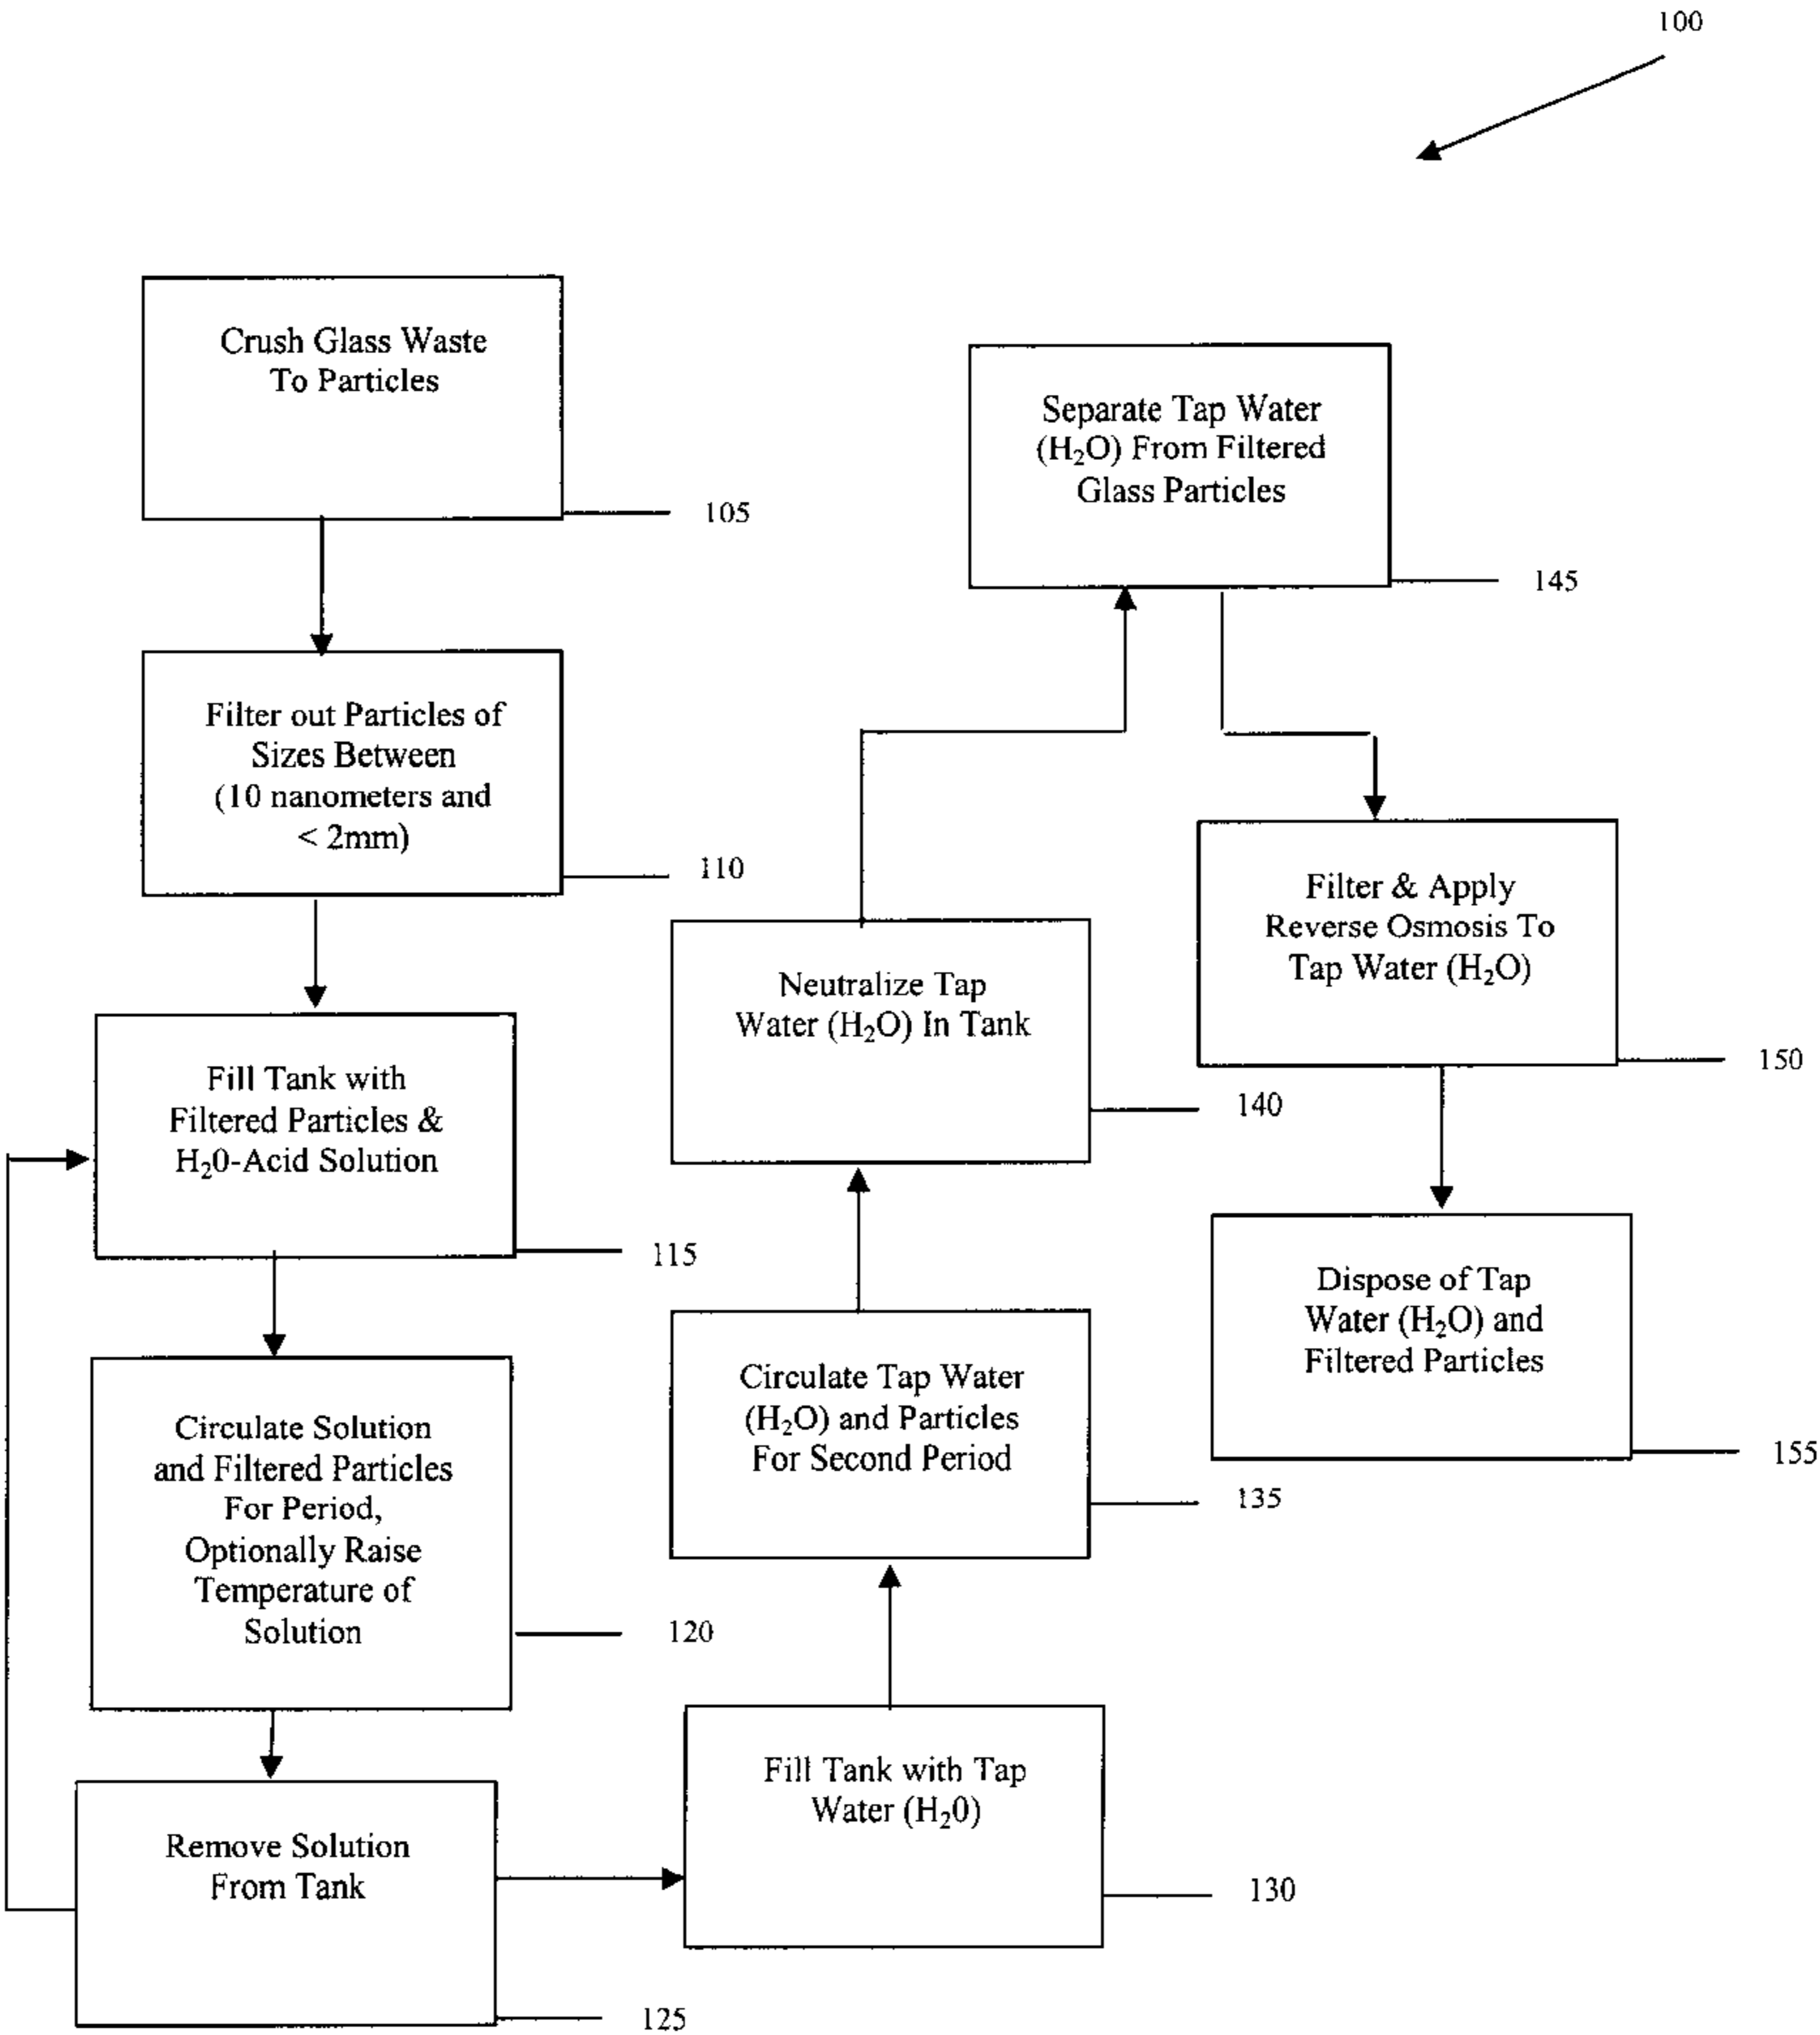 100
Crush Glass Waste
To Particles
105
Filter out Particles of
Sizes Between
(10 nanometers and
< 2mm)
110
Fill Tank with
Filtered Particles &
H₂0-Acid Solution
115
Circulate Solution
and Filtered Particles
For Period,
Optionally Raise
Temperature of
Solution
120
Remove Solution
From Tank
125
Fill Tank with Tap
Water (H₂0)
130
Circulate Tap Water
(H₂O) and Particles
For Second Period
135
Neutralize Tap
Water (H₂O) In Tank
140
Separate Tap Water
(H₂O) From Filtered
Glass Particles
145
Filter & Apply
Reverse Osmosis To
Tap Water (H₂O)
150
Dispose of Tap
Water (H₂O) and
Filtered Particles
155